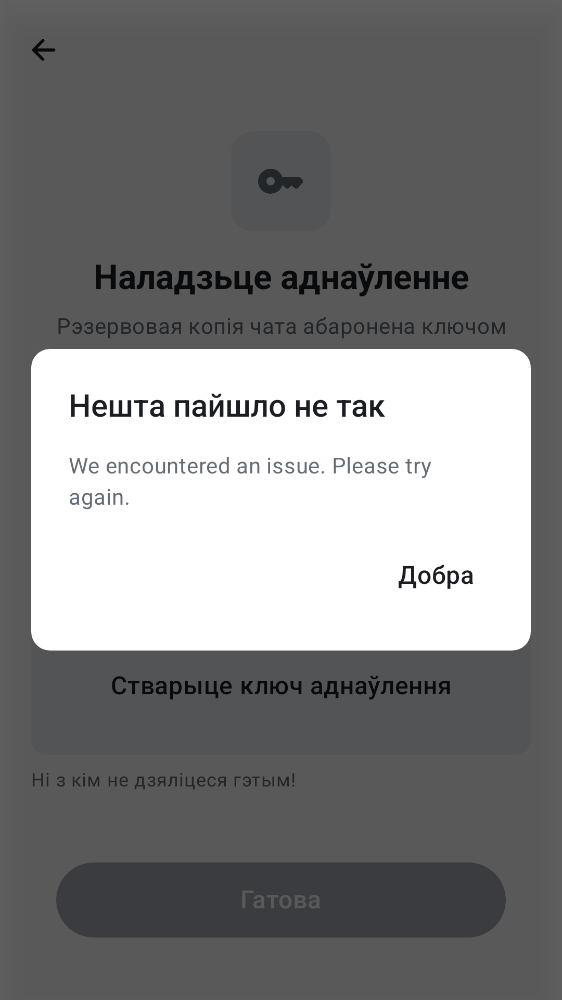 Наладзьце аднаўленне
Рэзервовая копія чата абаронена ключом
Нешта пайшло не так
We encountered an issue. Please try
again.
Добра
Стварыце ключ аднаўлення
Ні з кім не дзяліцеся гэтым!
Гатова